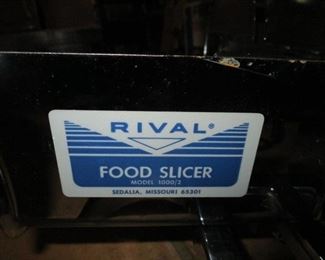 RIVAL®
FOOD SLICER
MODEL 1000/2
SEDALIA, MISSOURI 65301